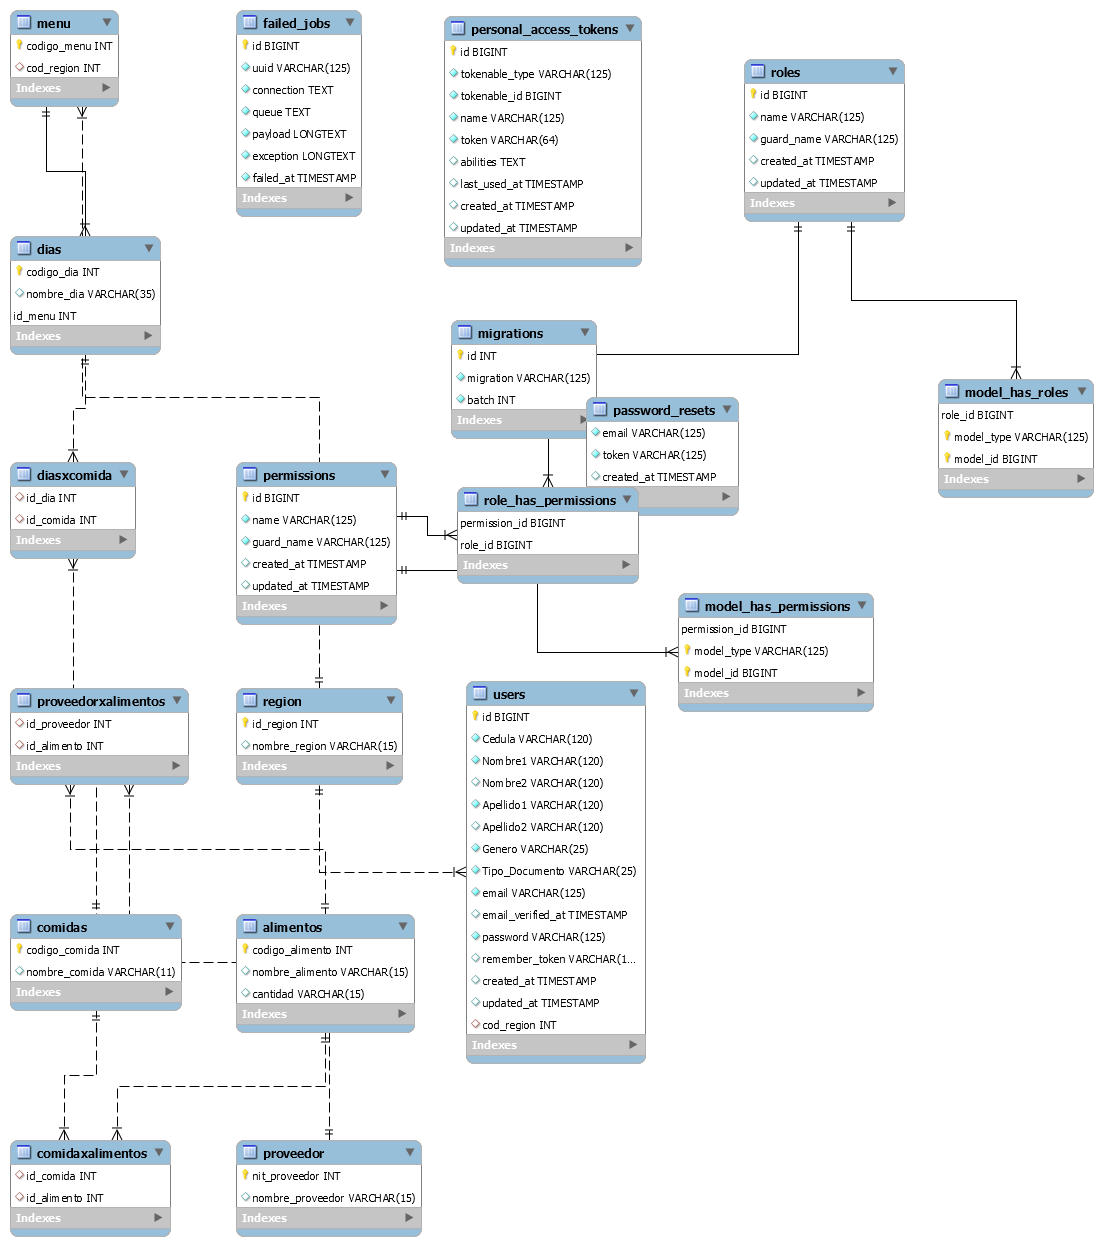 menu
codigo_menu INT
cod_region INT
Indexes
failed_jobs
id BIGINT
uuid VARCHAR(125)
connection TEXT
queue TEXT
payload LONGTEXT
exception LONGTEXT
failed_at TIMESTAMP
Indexes
personal_access_tokens
id BIGINT
tokenable_type VARCHAR(125)
tokenable_id BIGINT
name VARCHAR(125)
token VARCHAR(64)
abilities TEXT
last_used_at TIMESTAMP
created_at TIMESTAMP
updated_at TIMESTAMP
Indexes
roles
id BIGINT
name VARCHAR(125)
guard_name VARCHAR(125)
created_at TIMESTAMP
updated_at TIMESTAMP
Indexes
dias
codigo_dia INT
nombre_dia VARCHAR(35)
id_menu INT
Indexes
migrations
id INT
migration VARCHAR(125)
batch INT
Indexes
password_resets
email VARCHAR(125)
token VARCHAR(125)
created_at TIMESTAMP
model_has_roles
role_id BIGINT
model_type VARCHAR(125)
model_id BIGINT
Indexes
diasxcomida
id_dia INT
id_comida INT
Indexes
permissions
id BIGINT
name VARCHAR(125)
guard_name VARCHAR(125)
created_at TIMESTAMP
updated_at TIMESTAMP
Indexes
role_has_permissions
permission_id BIGINT
role_id BIGINT
Indexes
model_has_permissions
permission_id BIGINT
model_type VARCHAR(125)
model_id BIGINT
Indexes
proveedorxalimentos
id_proveedor INT
id_alimento INT
Indexes
region
id_region INT
nombre_region VARCHAR(15)
Indexes
users
id BIGINT
Cedula VARCHAR(120)
Nombre1 VARCHAR(120)
Nombre2 VARCHAR(120)
Apellido1 VARCHAR(120)
Apellido2 VARCHAR(120)
Genero VARCHAR(25)
Tipo_Documento VARCHAR(25)
email VARCHAR(125)
email_verified_at TIMESTAMP
password VARCHAR(125)
remember_token VARCHAR(1...
created_at TIMESTAMP
updated_at TIMESTAMP
cod_region INT
Indexes
comidas
codigo_comida INT
nombre_comida VARCHAR(11)
Indexes
alimentos
codigo_alimento INT
nombre_alimento VARCHAR(15)
cantidad VARCHAR(15)
Indexes
comidaxalimentos
id_comida INT
id_alimento INT
Indexes
proveedor
nit_proveedor INT
nombre_proveedor VARCHAR(15)
Indexes